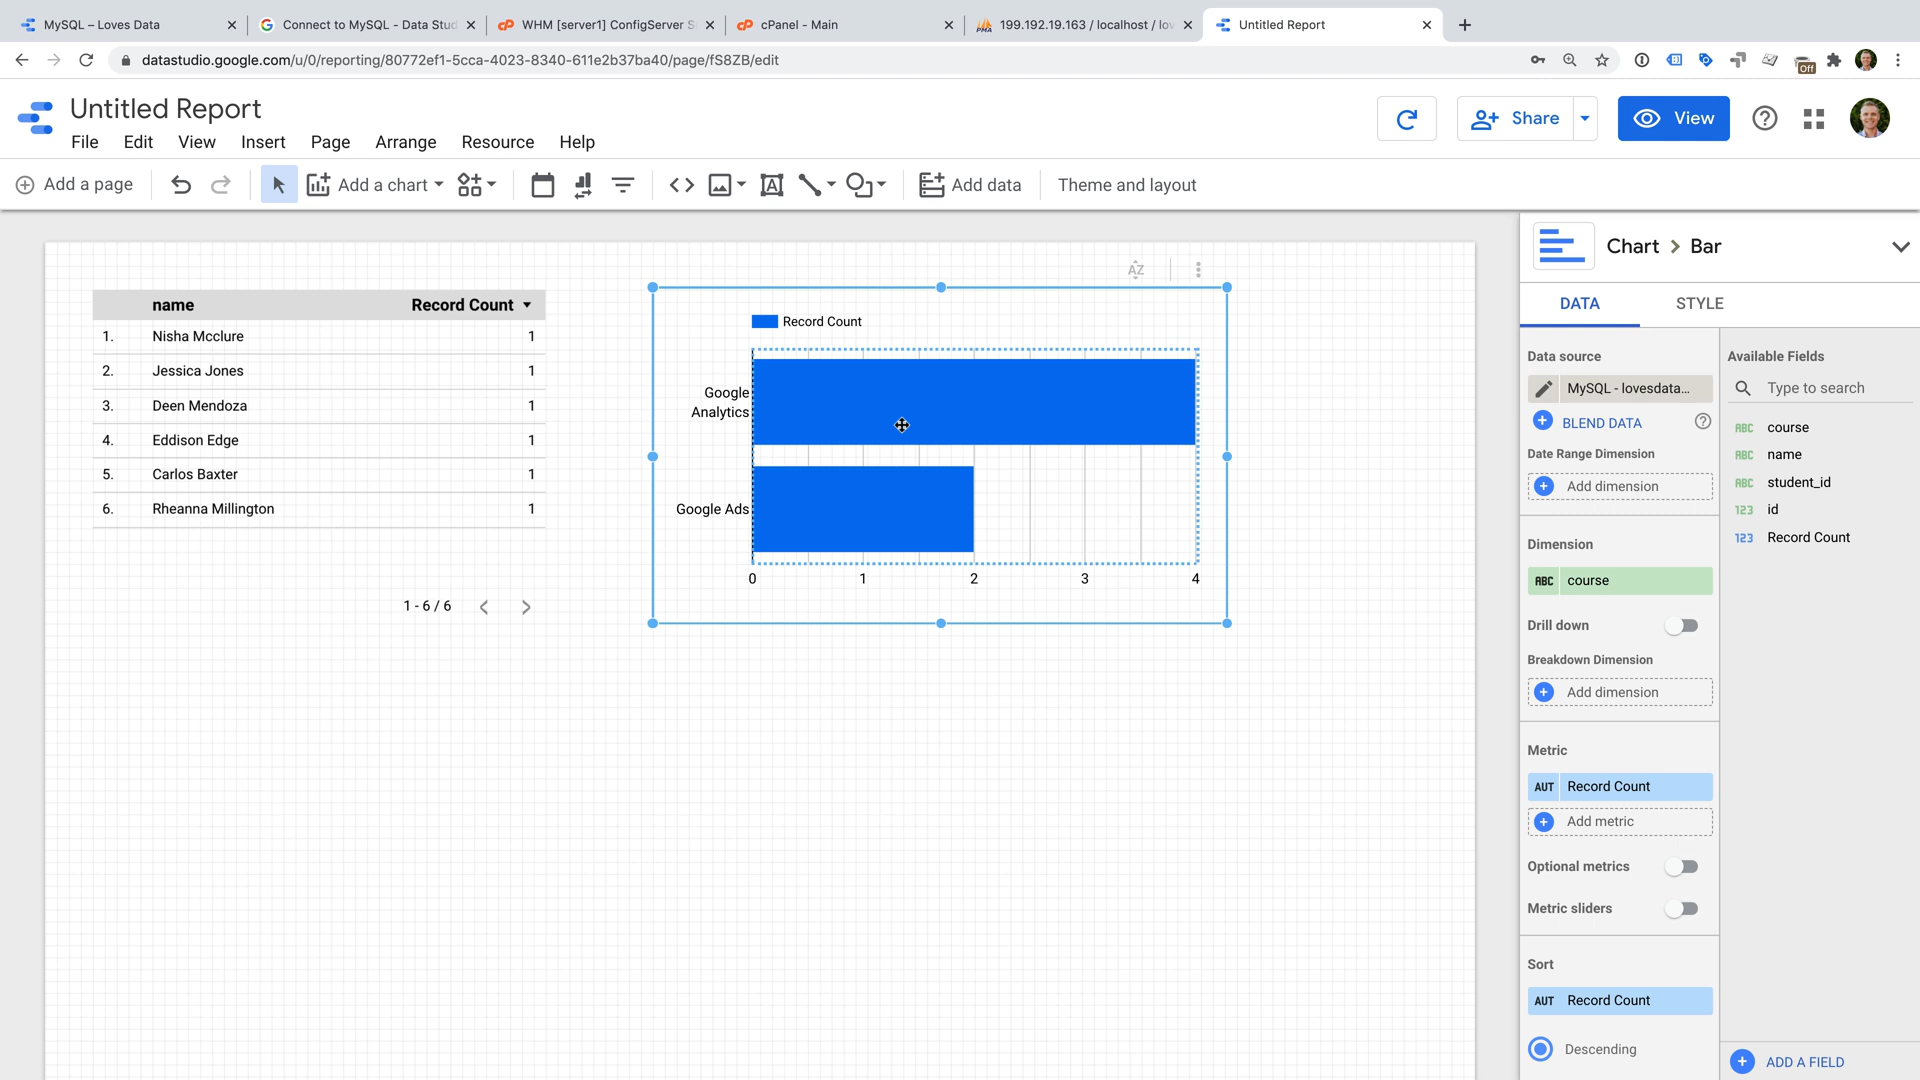 MySQL – Loves Data
Connect to MySQL - Data Stud
WHM [server1] ConfigServer S
cPanel - Main
199.192.19.163 / localhost / lov
Untitled Report
datastudio.google.com/u/0/reporting/80772ef1-5cca-4023-8340-611e2b37ba40/page/fS8ZB/edit
Off
Untitled Report
File Edit View Insert Page Arrange Resource Help
Share
View
Add a page
Add a chart
Add data
Theme and layout
Chart > Bar
DATA STYLE
name Record Count
1. Nisha Mcclure 1
2. Jessica Jones 1
3. Deen Mendoza 1
4. Eddison Edge 1
5. Carlos Baxter 1
6. Rheanna Millington 1
1 - 6 / 6
AZ
Record Count
Google
Analytics
Google Ads
0 1 2 3 4
Data source
MySQL - lovesdata...
BLEND DATA
Date Range Dimension
Add dimension
Dimension
ABC course
Drill down
Breakdown Dimension
Add dimension
Metric
AUT Record Count
Add metric
Optional metrics
Metric sliders
Sort
AUT Record Count
Descending
Available Fields
Type to search
ABC course
ABC name
ABC student_id
123 id
123 Record Count
ADD A FIELD